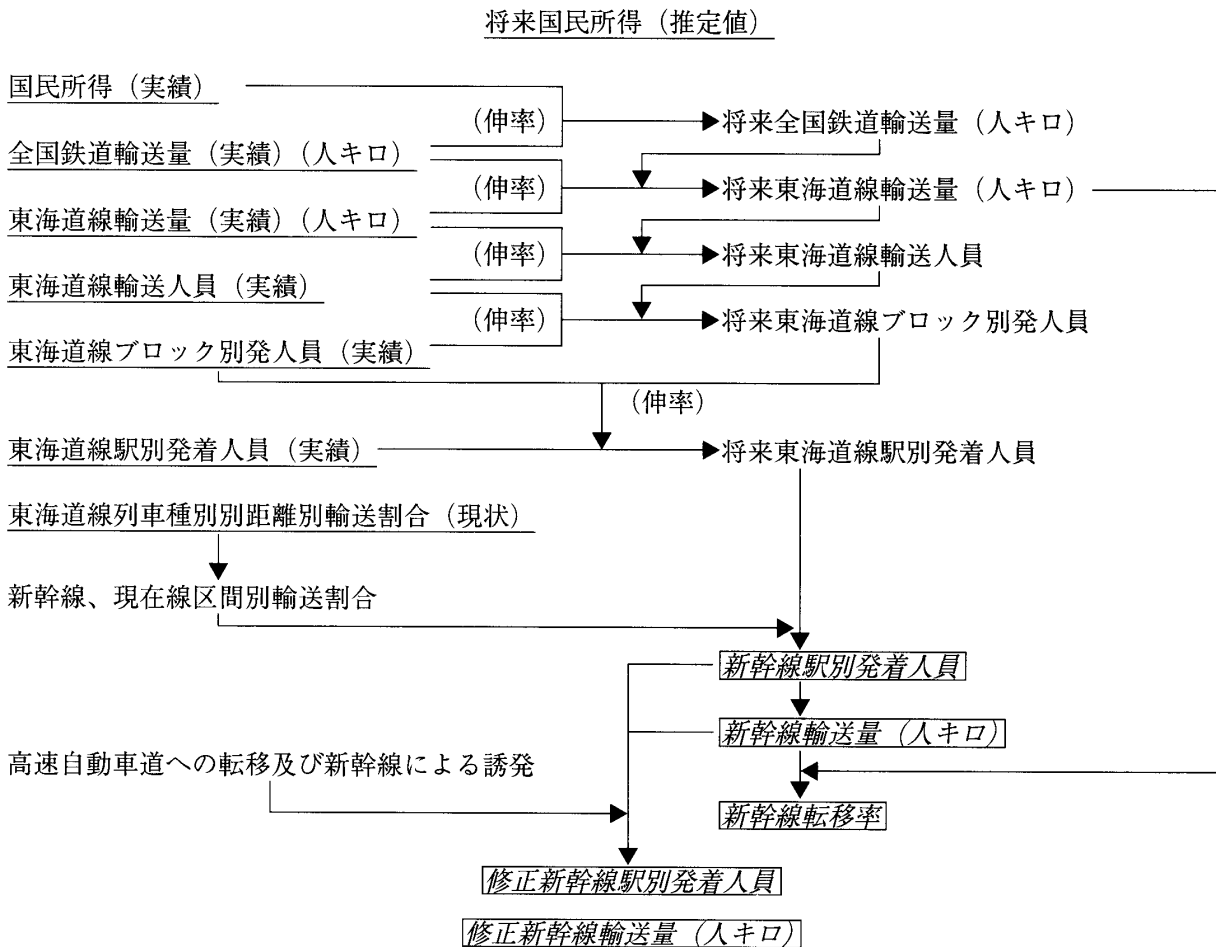 将来国民所得（推定値）
国民所得（実績）
（伸率）
将来全国鉄道輸送量（人キロ）
全国鉄道輸送量（実績）（人キロ）
（伸率）
将来東海道線輸送量（人キロ）
東海道線輸送量（実績）（人キロ）
（伸率）
将来東海道線輸送人員
東海道線輸送人員（実績）
（伸率）
将来東海道線ブロック別発人員
東海道線ブロック別発人員（実績）
（伸率）
東海道線駅別発着人員（実績）
将来東海道線駅別発着人員
東海道線列車種別別距離別輸送割合（現状）
新幹線、現在線区間別輸送割合
新幹線駅別発着人員
新幹線輸送量（人キロ）
高速自動車道への転移及び新幹線による誘発
新幹線転移率
修正新幹線駅別発着人員
修正新幹線輸送量（人キロ）